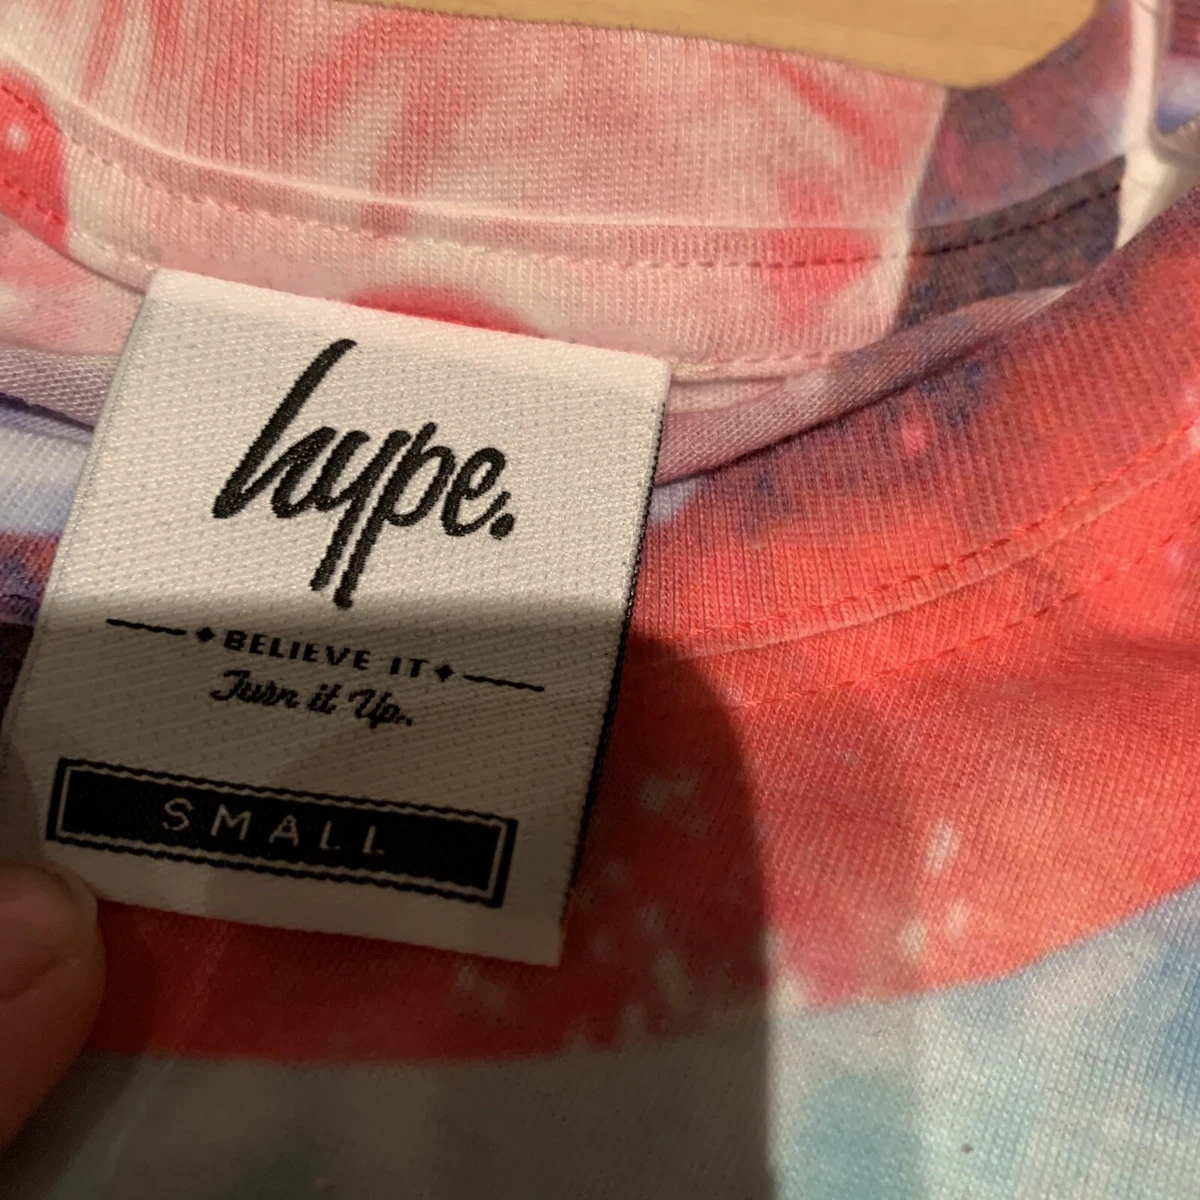 hype.
BELIEVE IT
Turn it Up..
SMALL